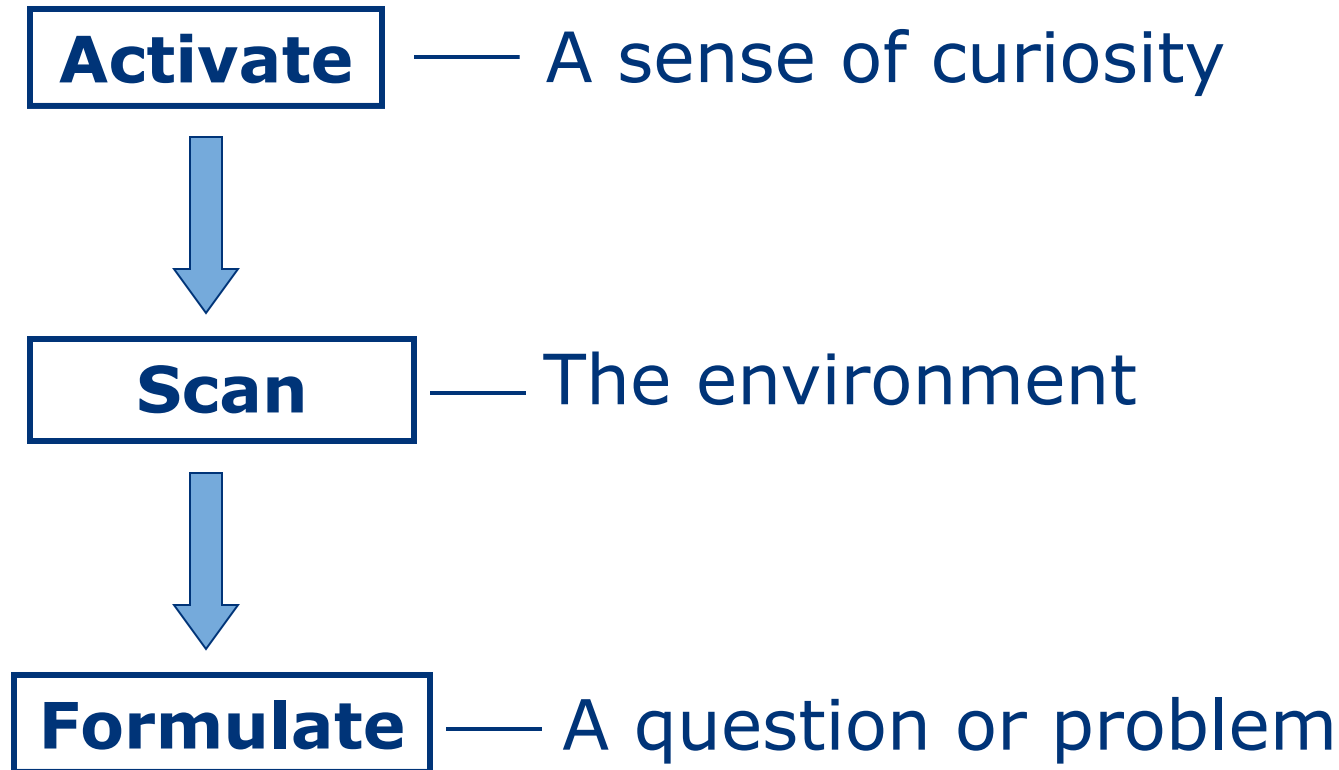 Activate A sense of curiosity
Scan The environment
Formulate A question or problem